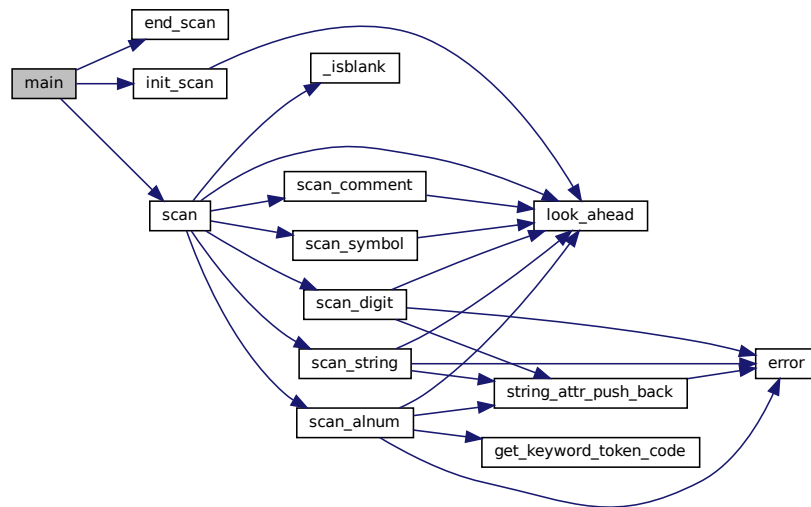 end_scan
main
init_scan
_isblank
scan_comment
scan
look_ahead
scan_symbol
scan_digit
scan_string
error
string_attr_push_back
scan_alnum
get_keyword_token_code